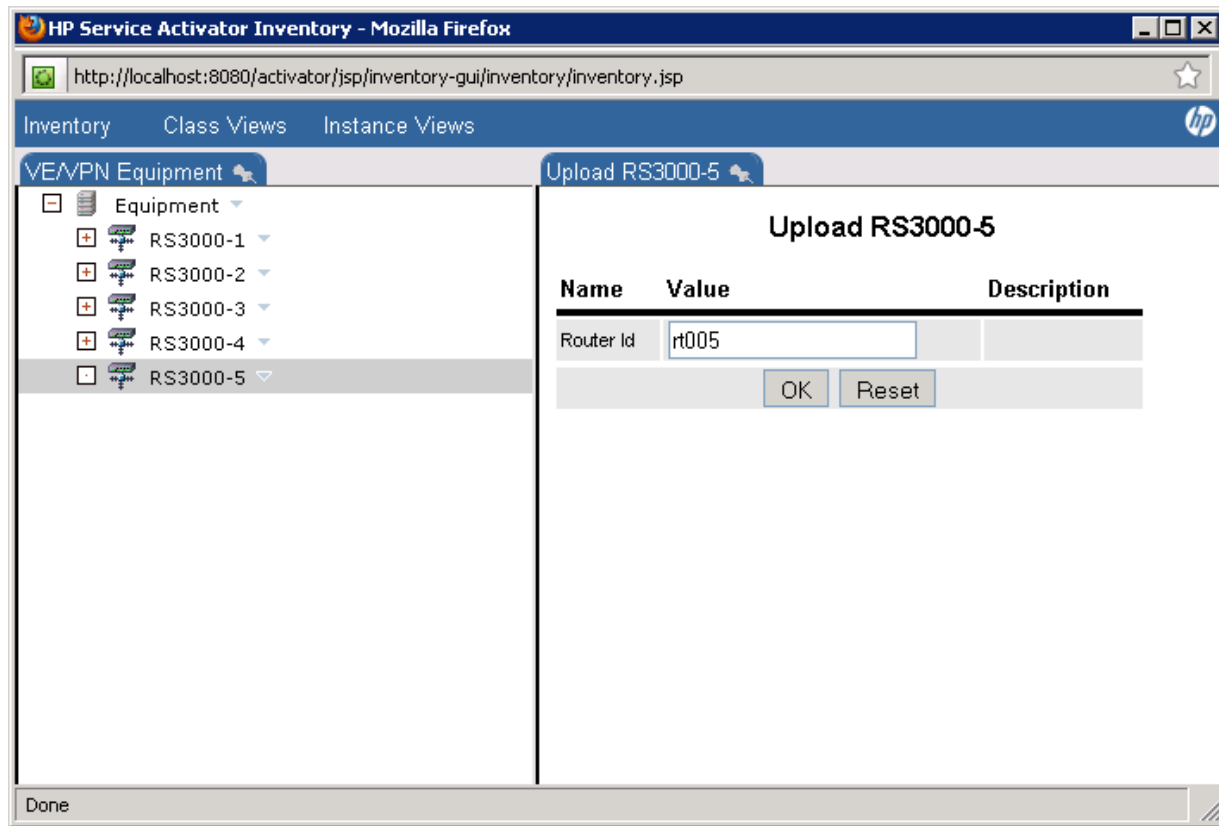 HP Service Activator Inventory - Mozilla Firefox
http://localhost:8080/activator/jsp/inventory-gui/inventory/inventory.jsp
Inventory Class Views Instance Views
hp
VE/VPN Equipment
Equipment
RS3000-1
RS3000-2
RS3000-3
RS3000-4
RS3000-5
Upload RS3000-5
Upload RS3000-5
Name Value Description
Router Id rt005
OK Reset
Done